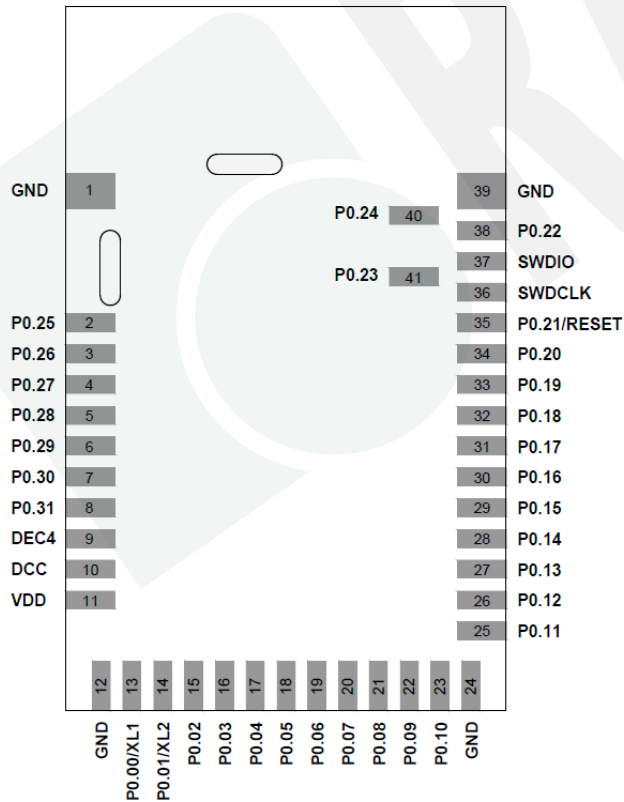 GND 1
39 GND
P0.24 40
38 P0.22
37 SWDIO
P0.23 41
36 SWDCLK
P0.25 2
35 P0.21/RESET
P0.26 3
34 P0.20
P0.27 4
33 P0.19
P0.28 5
32 P0.18
P0.29 6
31 P0.17
P0.30 7
30 P0.16
P0.31 8
29 P0.15
DEC4 9
28 P0.14
DCC 10
27 P0.13
VDD 11
26 P0.12
25 P0.11
12 13 14 15 16 17 18 19 20 21 22 23 24
GND
P0.00/XL1
P0.01/XL2
P0.02
P0.03
P0.04
P0.05
P0.06
P0.07
P0.08
P0.09
P0.10
GND